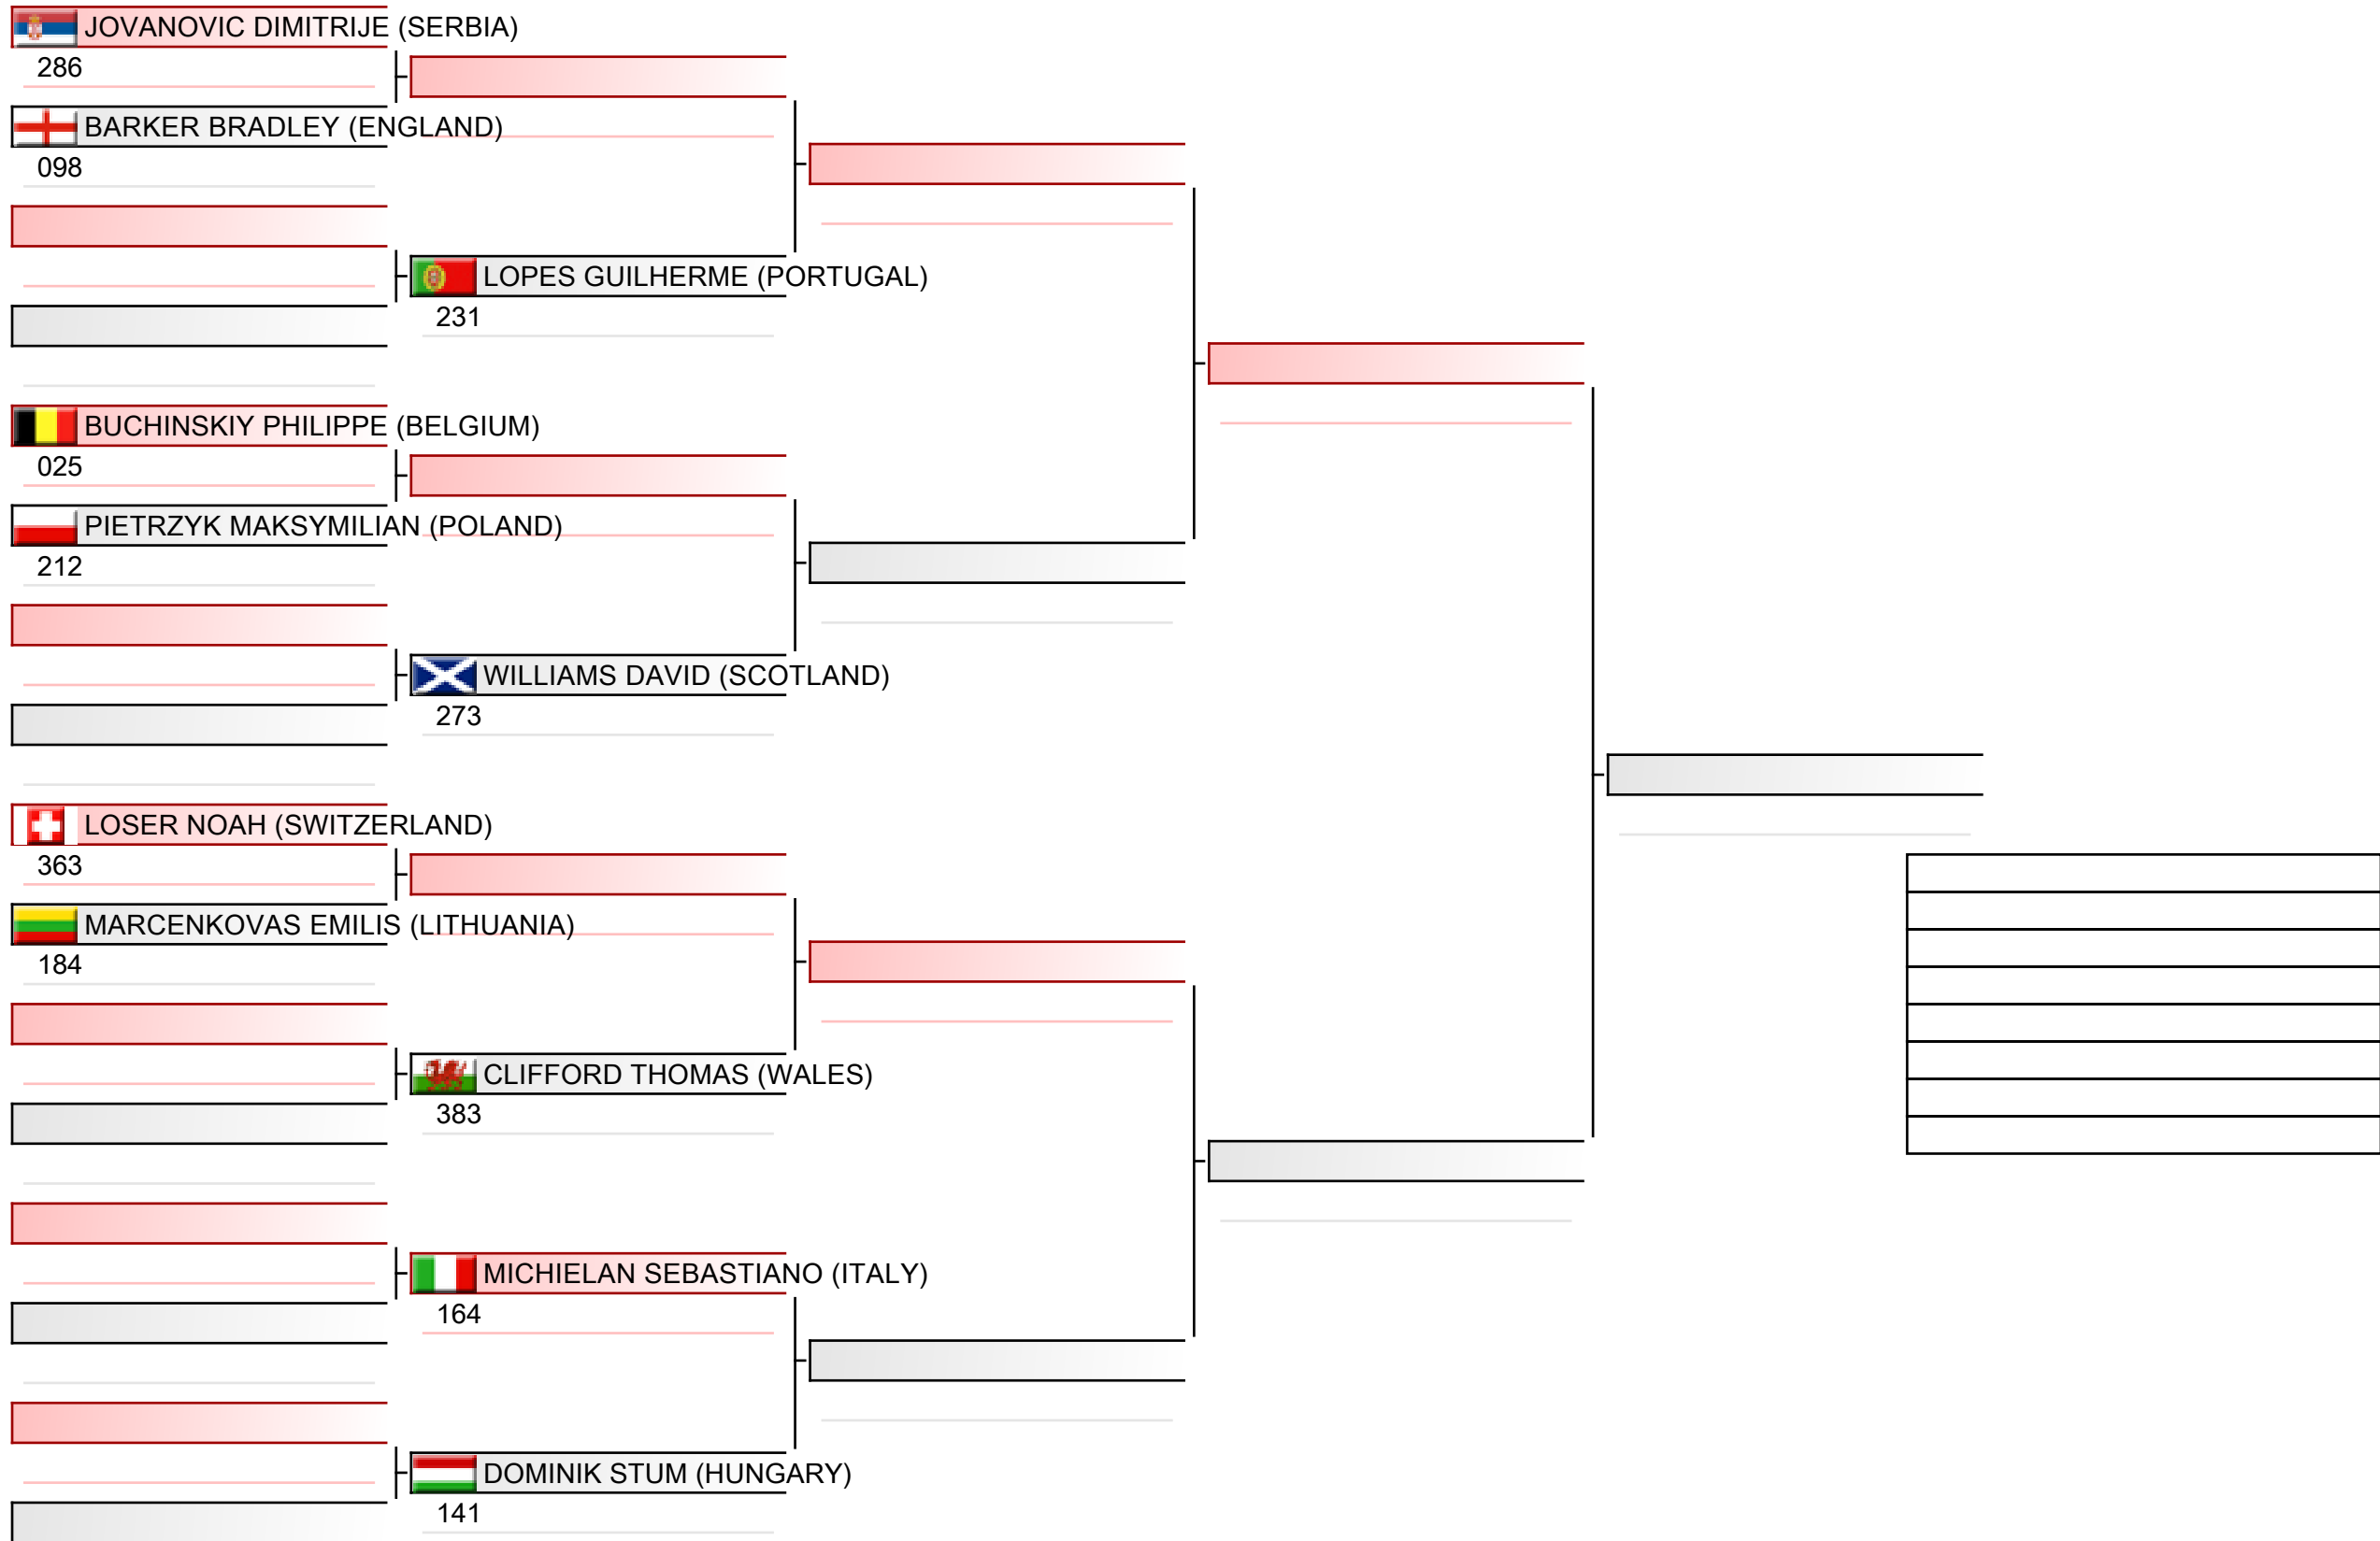 JOVANOVIC DIMITRIJE (SERBIA)
286
BARKER BRADLEY (ENGLAND)
098
LOPES GUILHERME (PORTUGAL)
231
BUCHINSKIY PHILIPPE (BELGIUM)
025
PIETRZYK MAKSYMILIAN (POLAND)
212
WILLIAMS DAVID (SCOTLAND)
273
LOSER NOAH (SWITZERLAND)
363
MARCENKOVAS EMILIS (LITHUANIA)
184
CLIFFORD THOMAS (WALES)
383
MICHIELAN SEBASTIANO (ITALY)
164
DOMINIK STUM (HUNGARY)
141